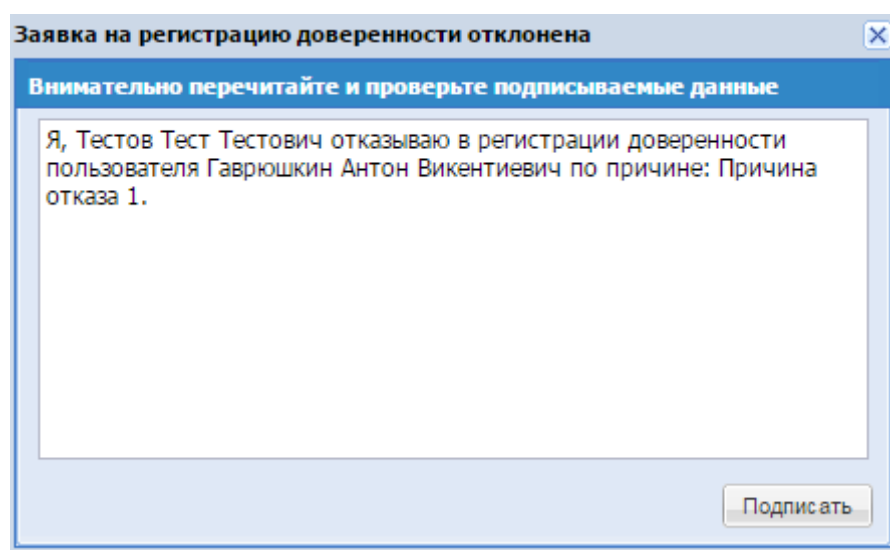 Заявка на регистрацию доверенности отклонена
Внимательно перечитайте и проверьте подписываемые данные
Я, Тестов Тест Тестович отказываю в регистрации доверенности
пользователя Гаврюшкин Антон Викентиевич по причине: Причина
отказа 1.
Подписать